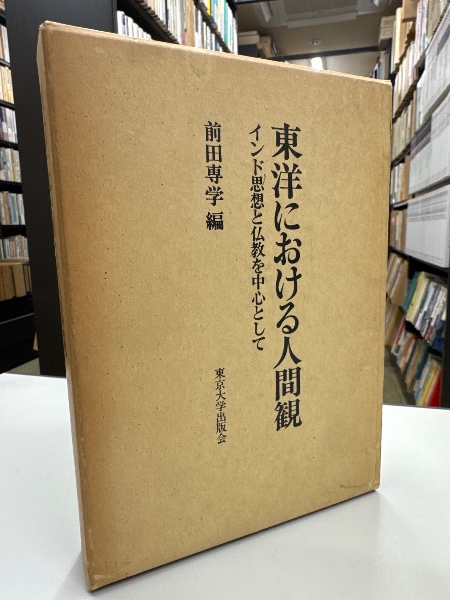 東洋における人間観
インド思想と仏教を中心として
前田専学 編
東京大学出版会